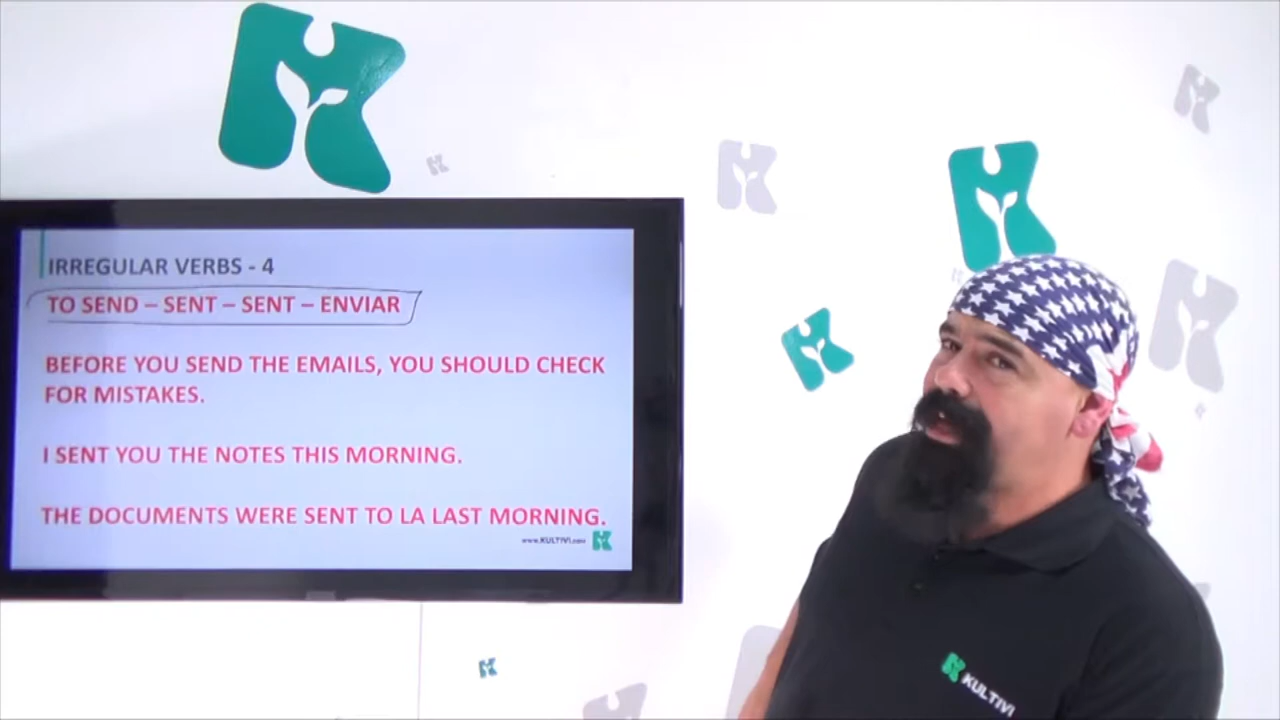 IRREGULAR VERBS - 4
TO SEND – SENT – SENT – ENVIAR
BEFORE YOU SEND THE EMAILS, YOU SHOULD CHECK
FOR MISTAKES.
I SENT YOU THE NOTES THIS MORNING.
THE DOCUMENTS WERE SENT TO LA LAST MORNING.
www.KULTIVI.com
KULTIVI